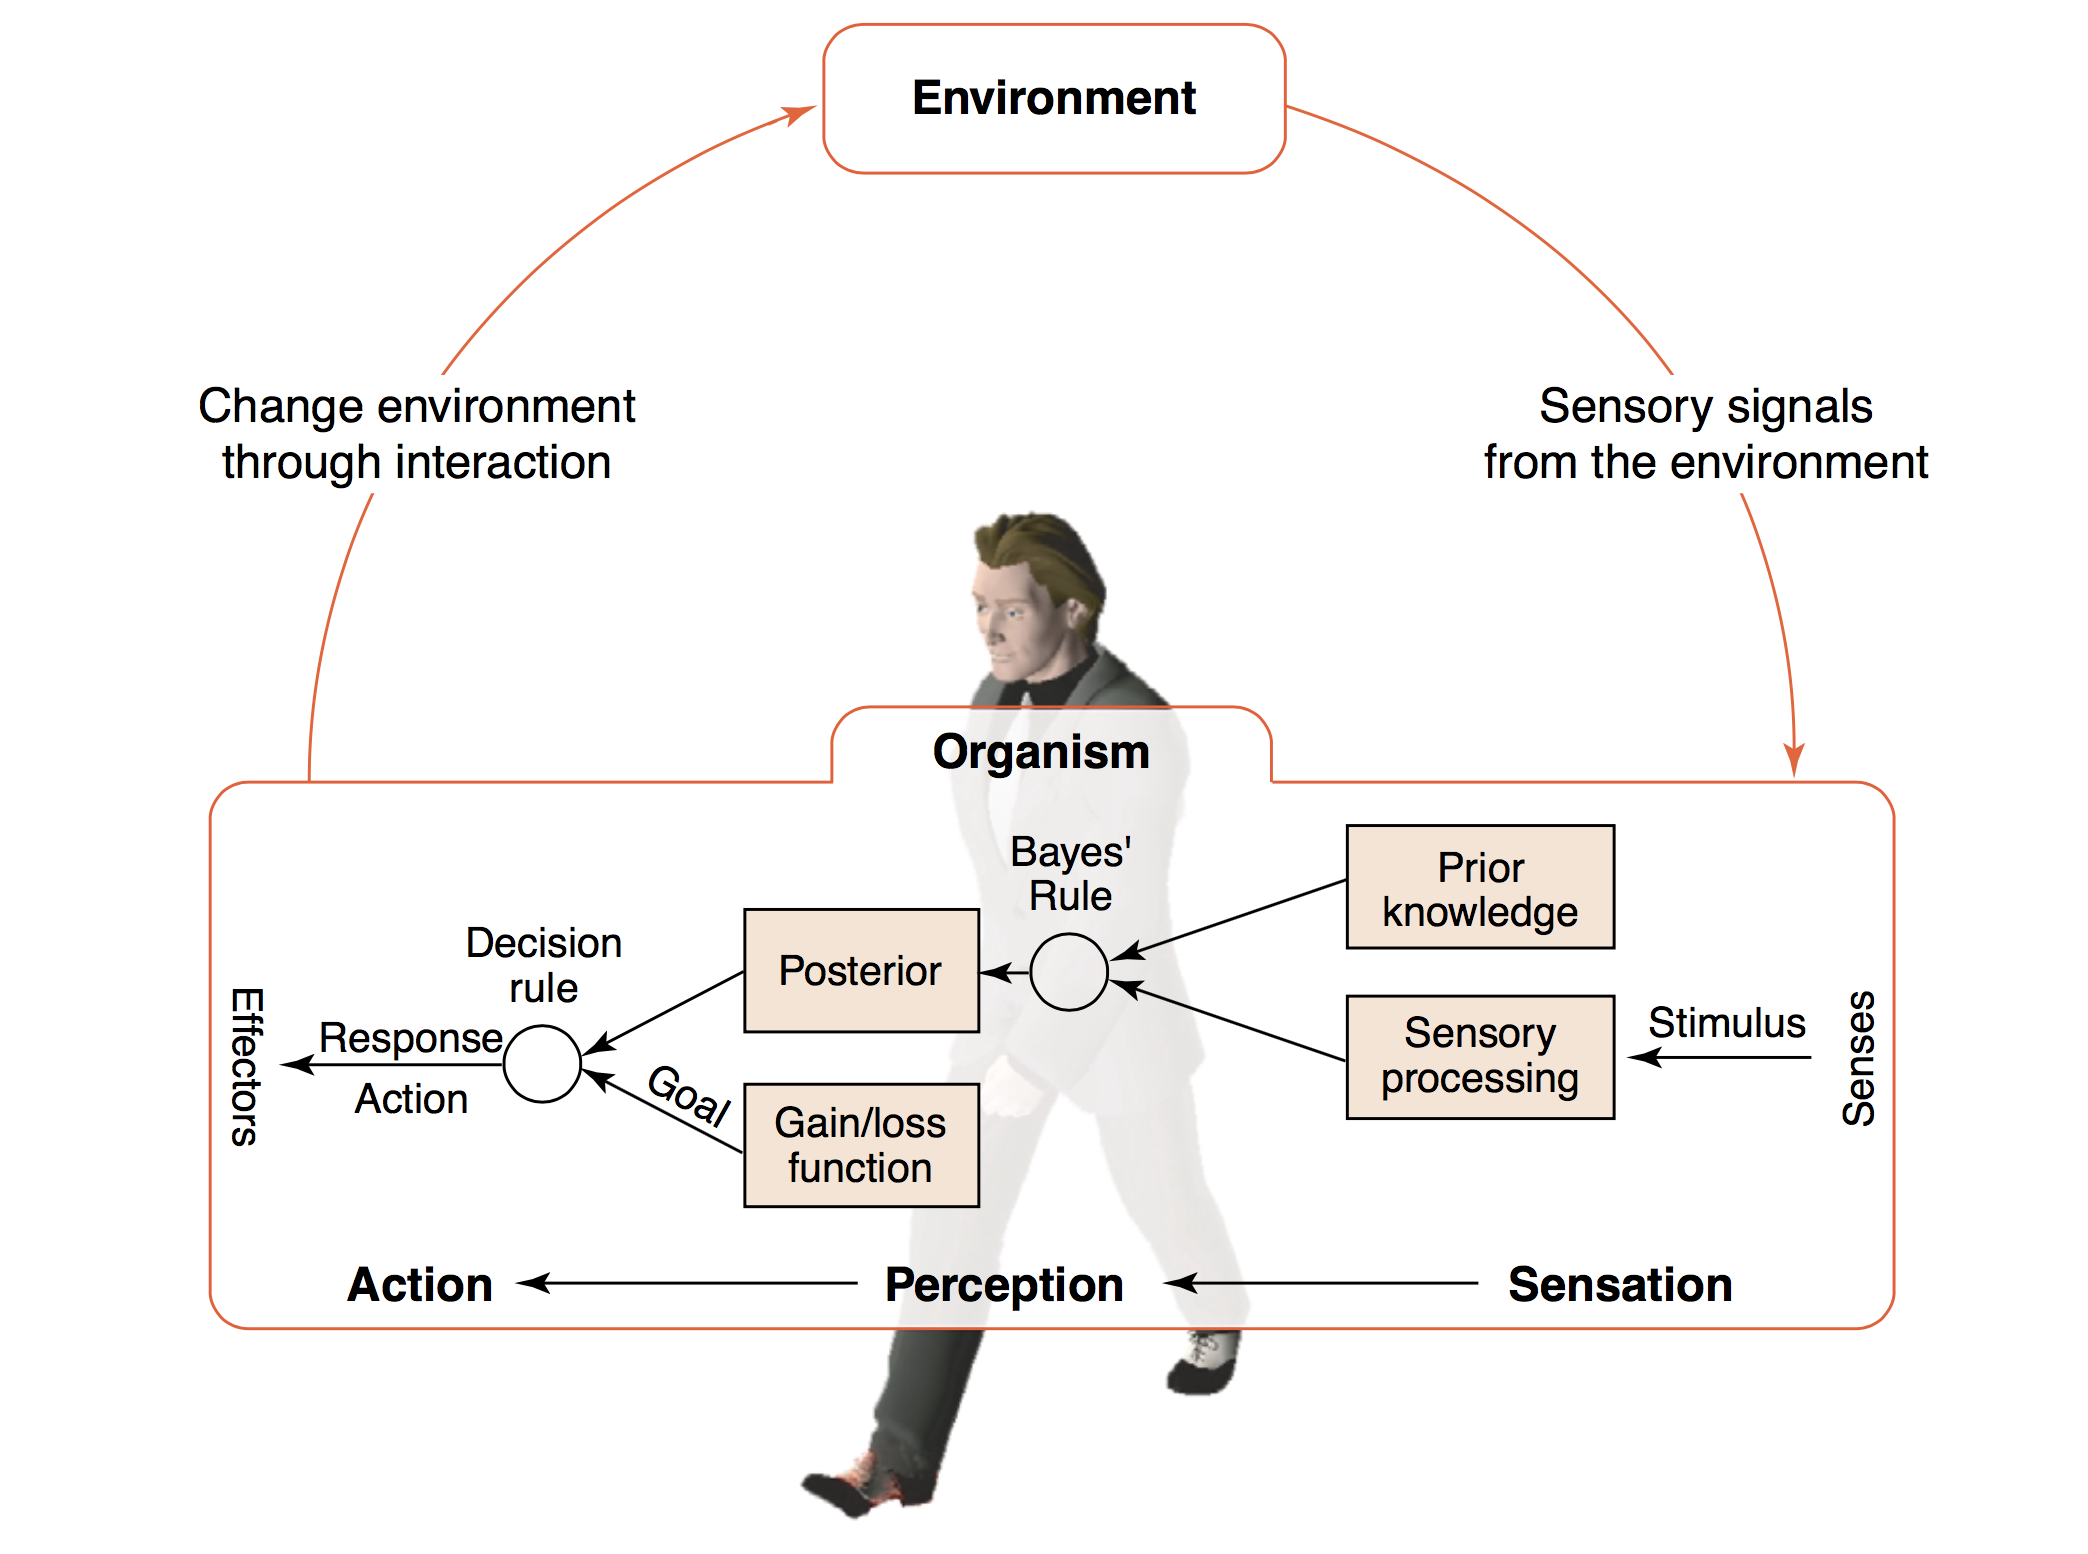 Environment
Change environment
through interaction
Sensory signals
from the environment
Organism
Bayes'
Rule
Prior
knowledge
Decision
rule
Posterior
Effectors
Response
Action
Goal
Gain/loss
function
Sensory
processing
Stimulus
Senses
Action
Perception
Sensation